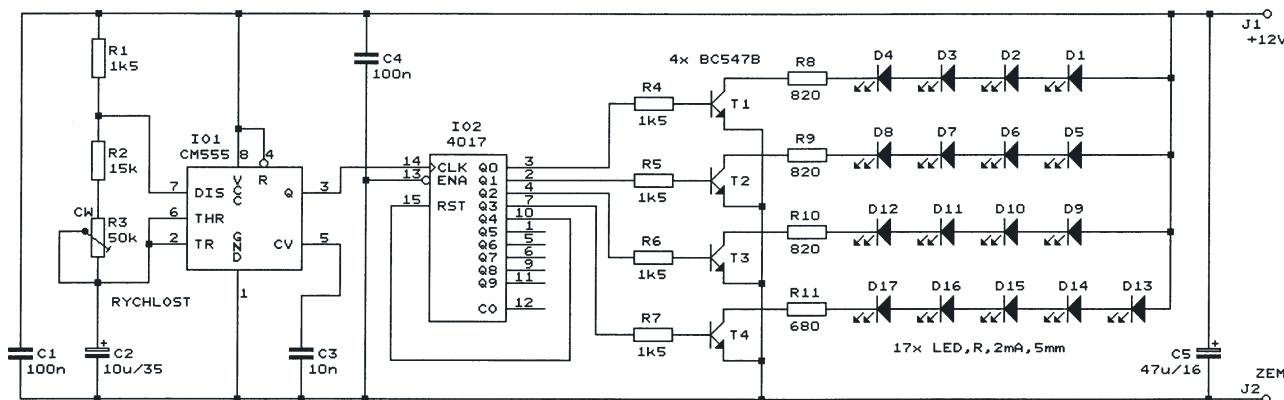 J1
+12V
R1
1k5
C4
100n
4x BC547B
R8
820
D4
D3
D2
D1
R4
1k5
T1
IO1
CM555
IO2
4017
R2
15k
8
4
VCC
R
7
DIS
Q
3
6
THR
2
TR
GND
CV
5
1
CW
R3
50k
RYCHLOST
14
CLK
Q0
3
13
ENA
Q1
2
Q2
4
15
RST
Q3
7
Q4
10
Q5
1
Q6
5
Q7
6
Q8
9
Q9
11
CO
12
R9
820
D8
D7
D6
D5
R5
1k5
T2
R10
820
D12
D11
D10
D9
R6
1k5
T3
R11
680
D17
D16
D15
D14
D13
R7
1k5
T4
17x LED,R,2mA,5mm
C1
100n
C2
10u/35
+
C3
10n
C5
47u/16
+
ZEM
J2